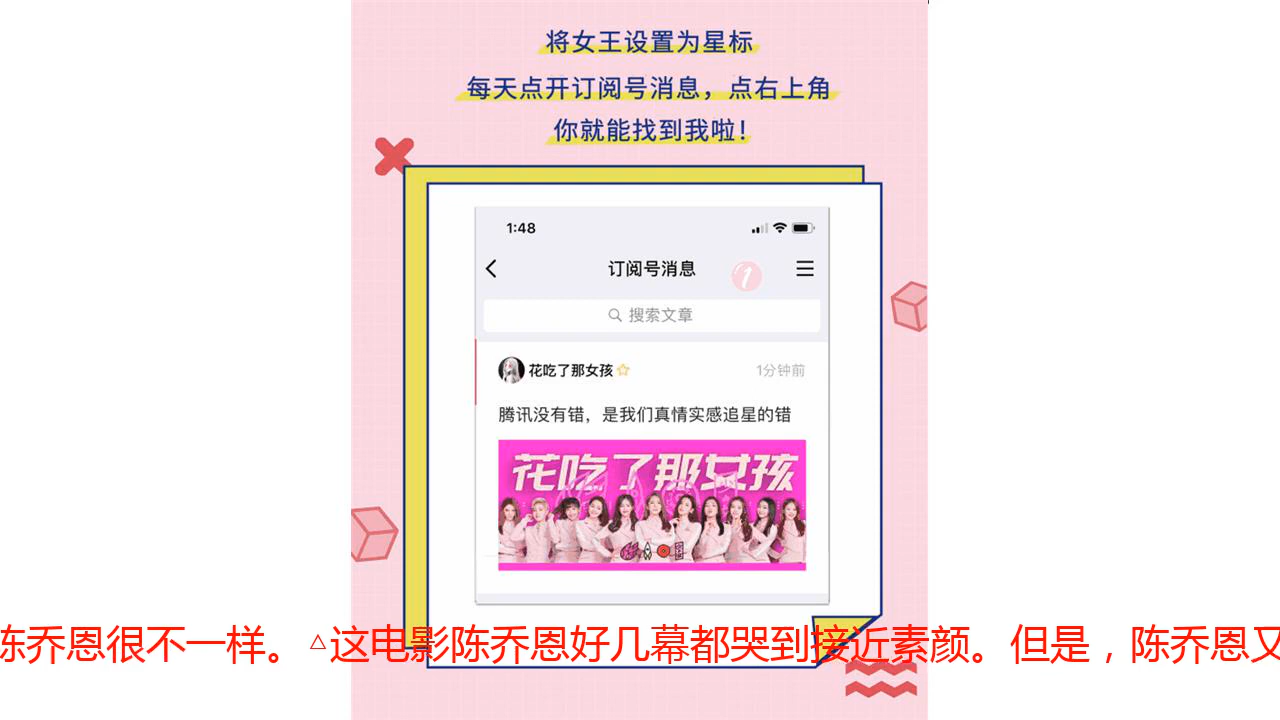 将女王设置为星标
每天点开订阅号消息，点右上角
你就能找到我啦！
1:48
订阅号消息
1
搜索文章
花吃了那女孩
1分钟前
腾讯没有错，是我们真情实感追星的错
花吃了那女孩
陈乔恩很不一样。△这电影陈乔恩好几幕都哭到接近素颜。但是，陈乔恩又